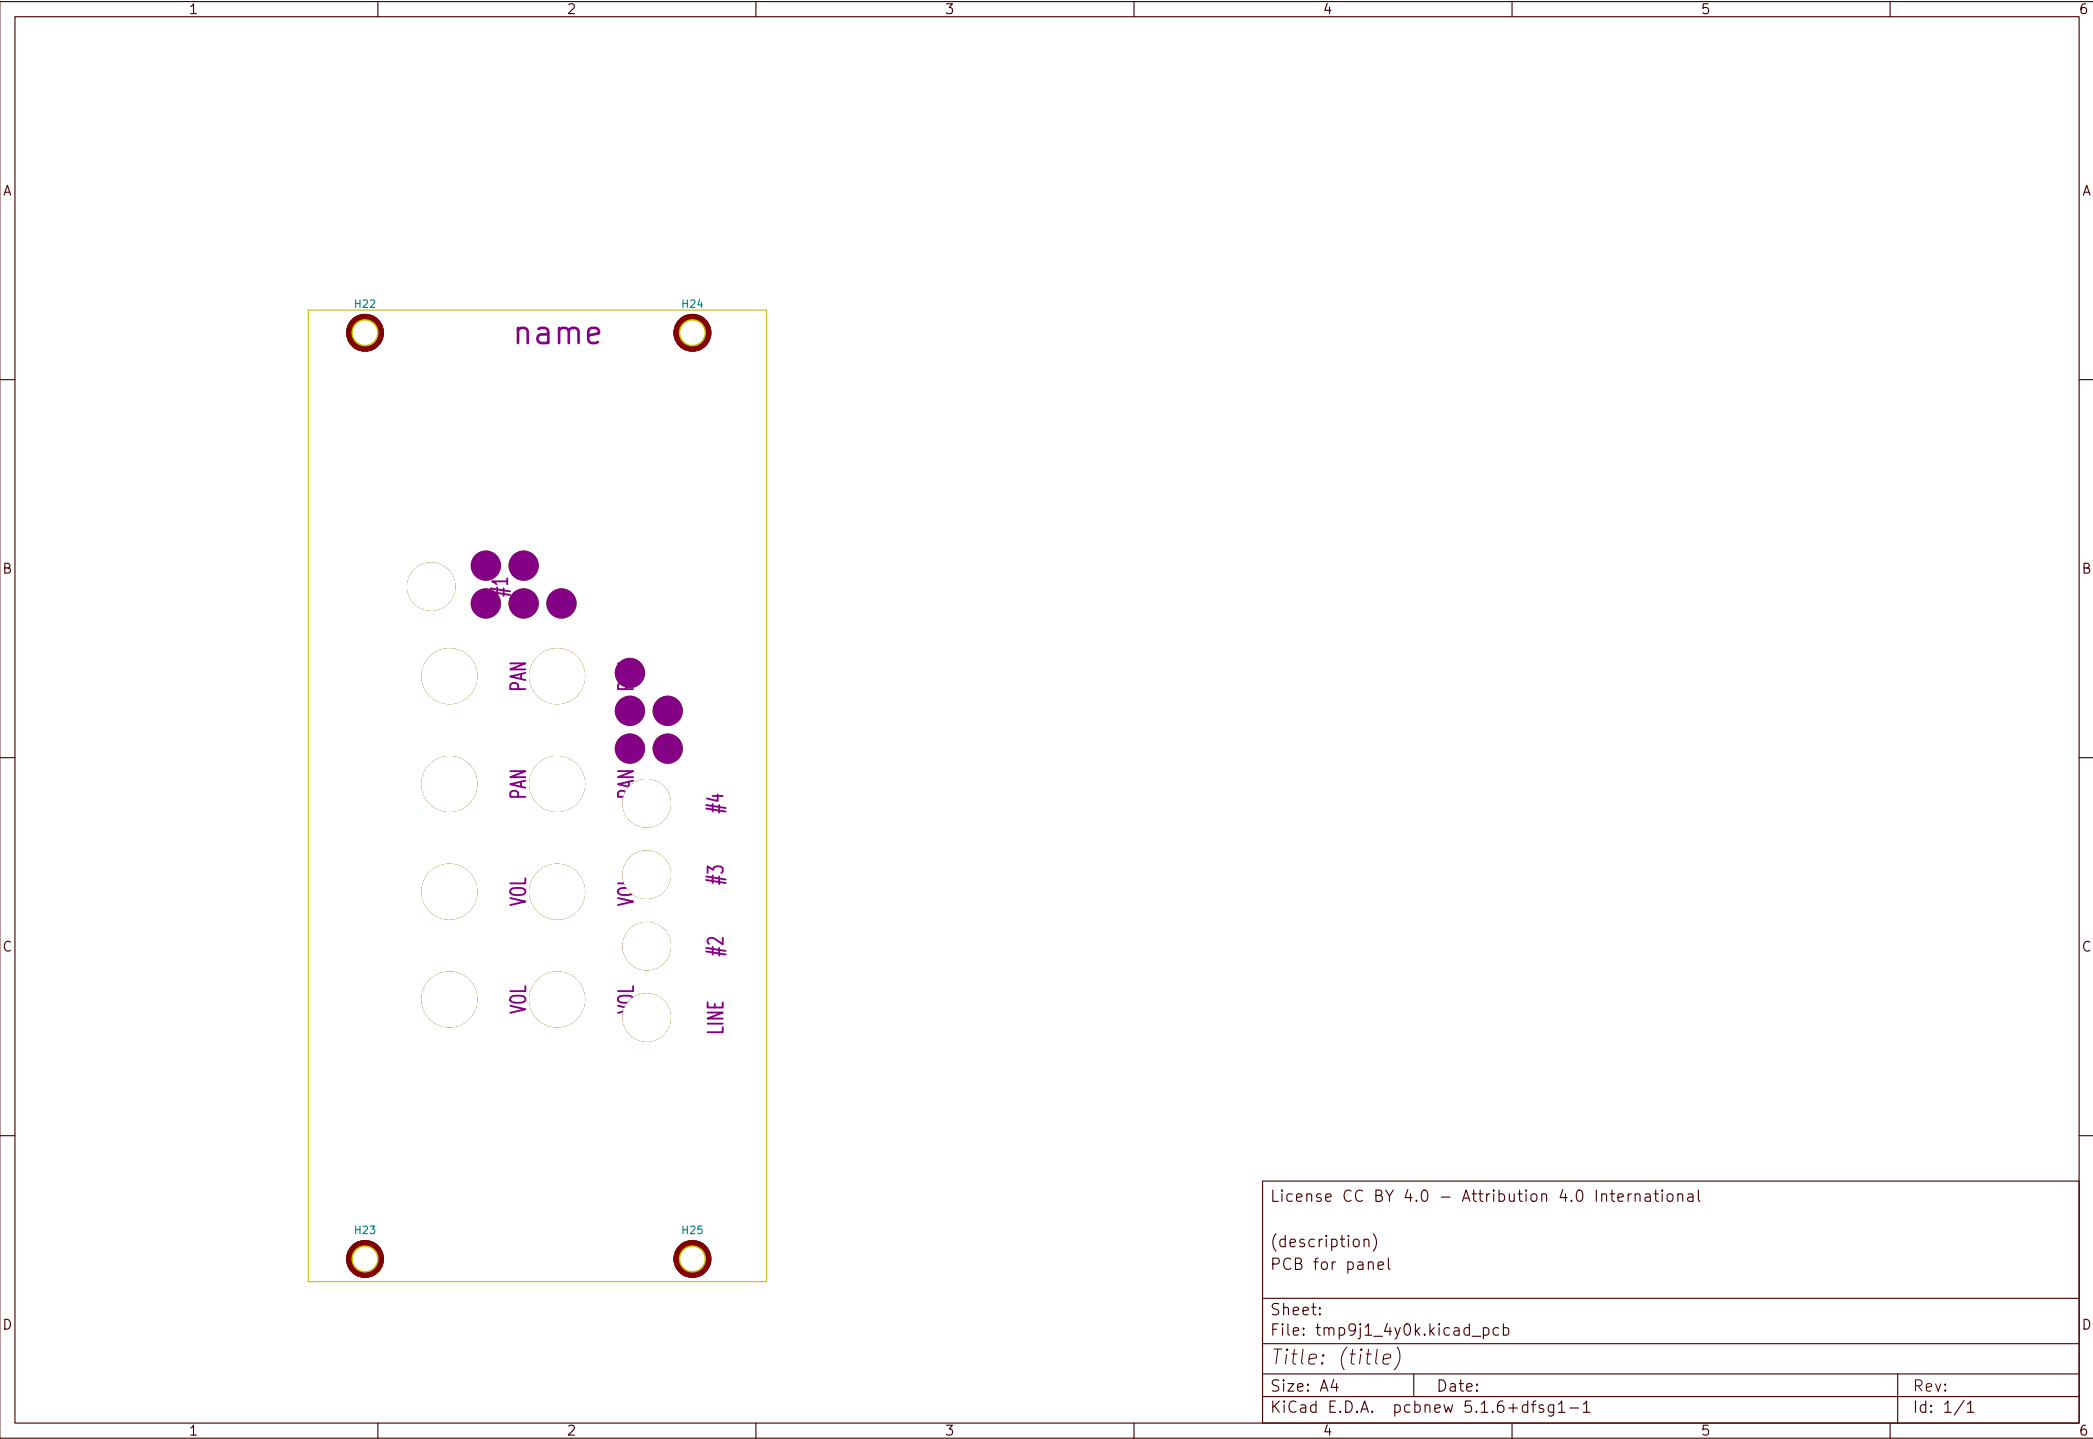 1 2 3 4 5 6
A A
H22 H24
name
B B
#1
PAN
PAN PAN
#4
VOL VOL
#3
C C
#2
VOL VOL
LINE
License CC BY 4.0 – Attribution 4.0 International
H23 H25
(description)
PCB for panel
Sheet:
D D
File: tmp9j1_4y0k.kicad_pcb
Title: (title)
Size: A4 Date: Rev:
KiCad E.D.A. pcbnew 5.1.6+dfsg1-1 Id: 1/1
1 2 3 4 5 6